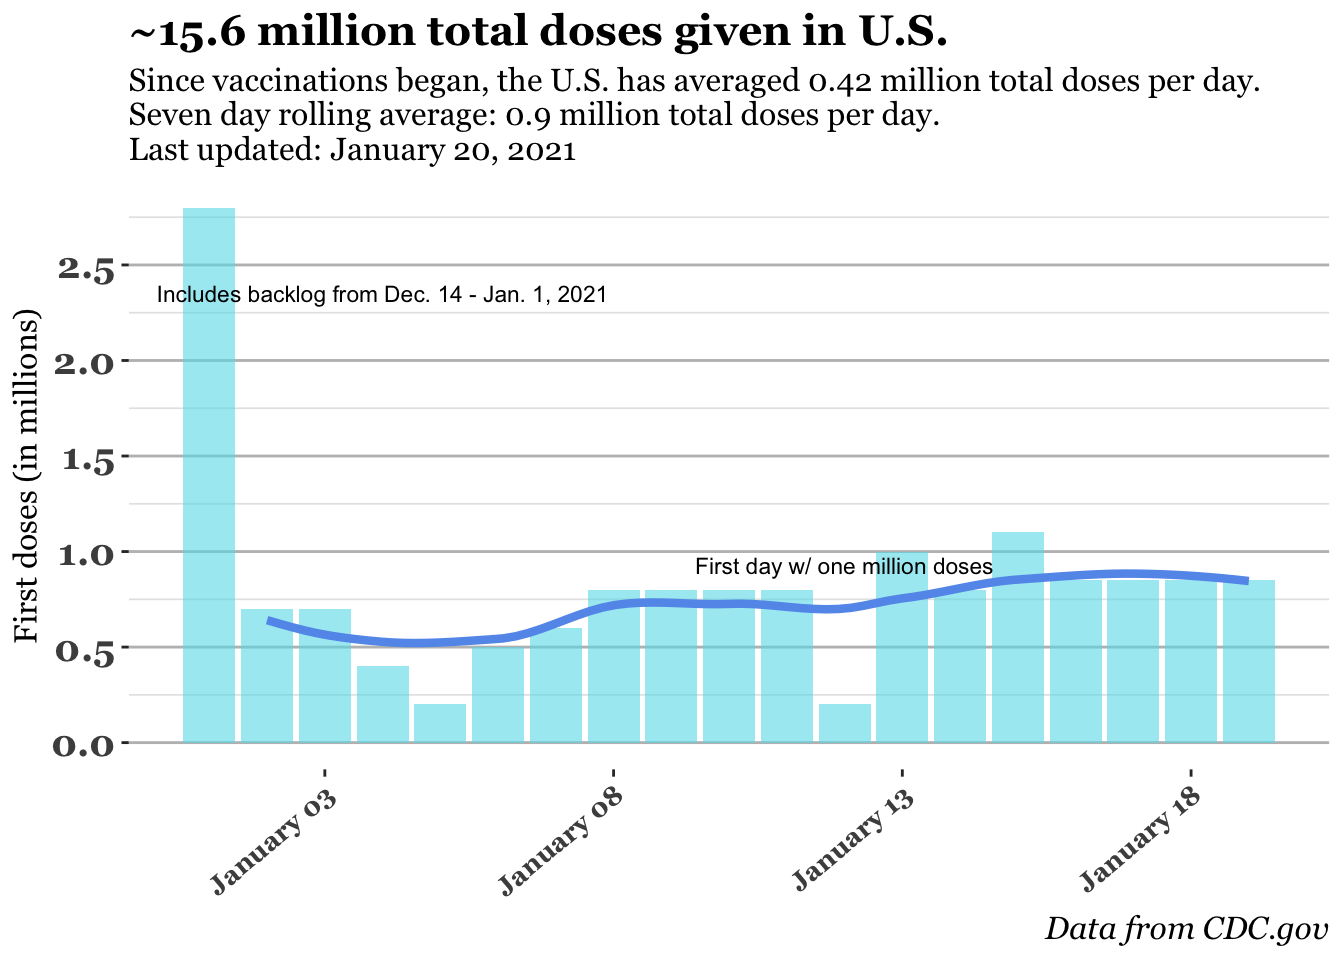 ~15.6 million total doses given in U.S.
Since vaccinations began, the U.S. has averaged 0.42 million total doses per day.
Seven day rolling average: 0.9 million total doses per day.
Last updated: January 20, 2021
First doses (in millions)
2.5
Includes backlog from Dec. 14 - Jan. 1, 2021
2.0
1.5
1.0
First day w/ one million doses
0.5
0.0
January 03
January 08
January 13
January 18
Data from CDC.gov